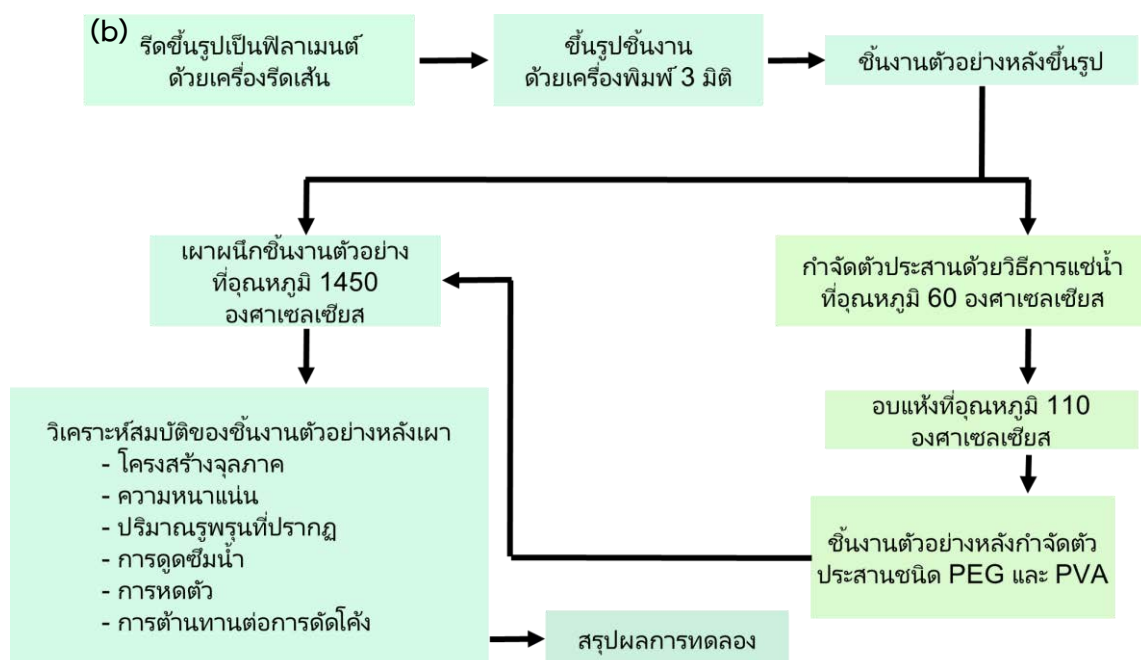 (b)
รีดขึ้นรูปเป็นฟิลาเมนต์
ด้วยเครื่องรีดเส้น
ขึ้นรูปชิ้นงาน
ด้วยเครื่องพิมพ์ 3 มิติ
ชิ้นงานตัวอย่างหลังขึ้นรูป
เผาผนึกชิ้นงานตัวอย่าง
ที่อุณหภูมิ 1450
องศาเซลเซียส
กำจัดตัวประสานด้วยวิธีการแช่น้ำ
ที่อุณหภูมิ 60 องศาเซลเซียส
อบแห้งที่อุณหภูมิ 110
องศาเซลเซียส
ชิ้นงานตัวอย่างหลังกำจัดตัว
ประสานชนิด PEG และ PVA
วิเคราะห์สมบัติของชิ้นงานตัวอย่างหลังเผา
- โครงสร้างจุลภาค
- ความหนาแน่น
- ปริมาณรูพรุนที่ปรากฏ
- การดูดซึมน้ำ
- การหดตัว
- การต้านทานต่อการดัดโค้ง
สรุปผลการทดลอง